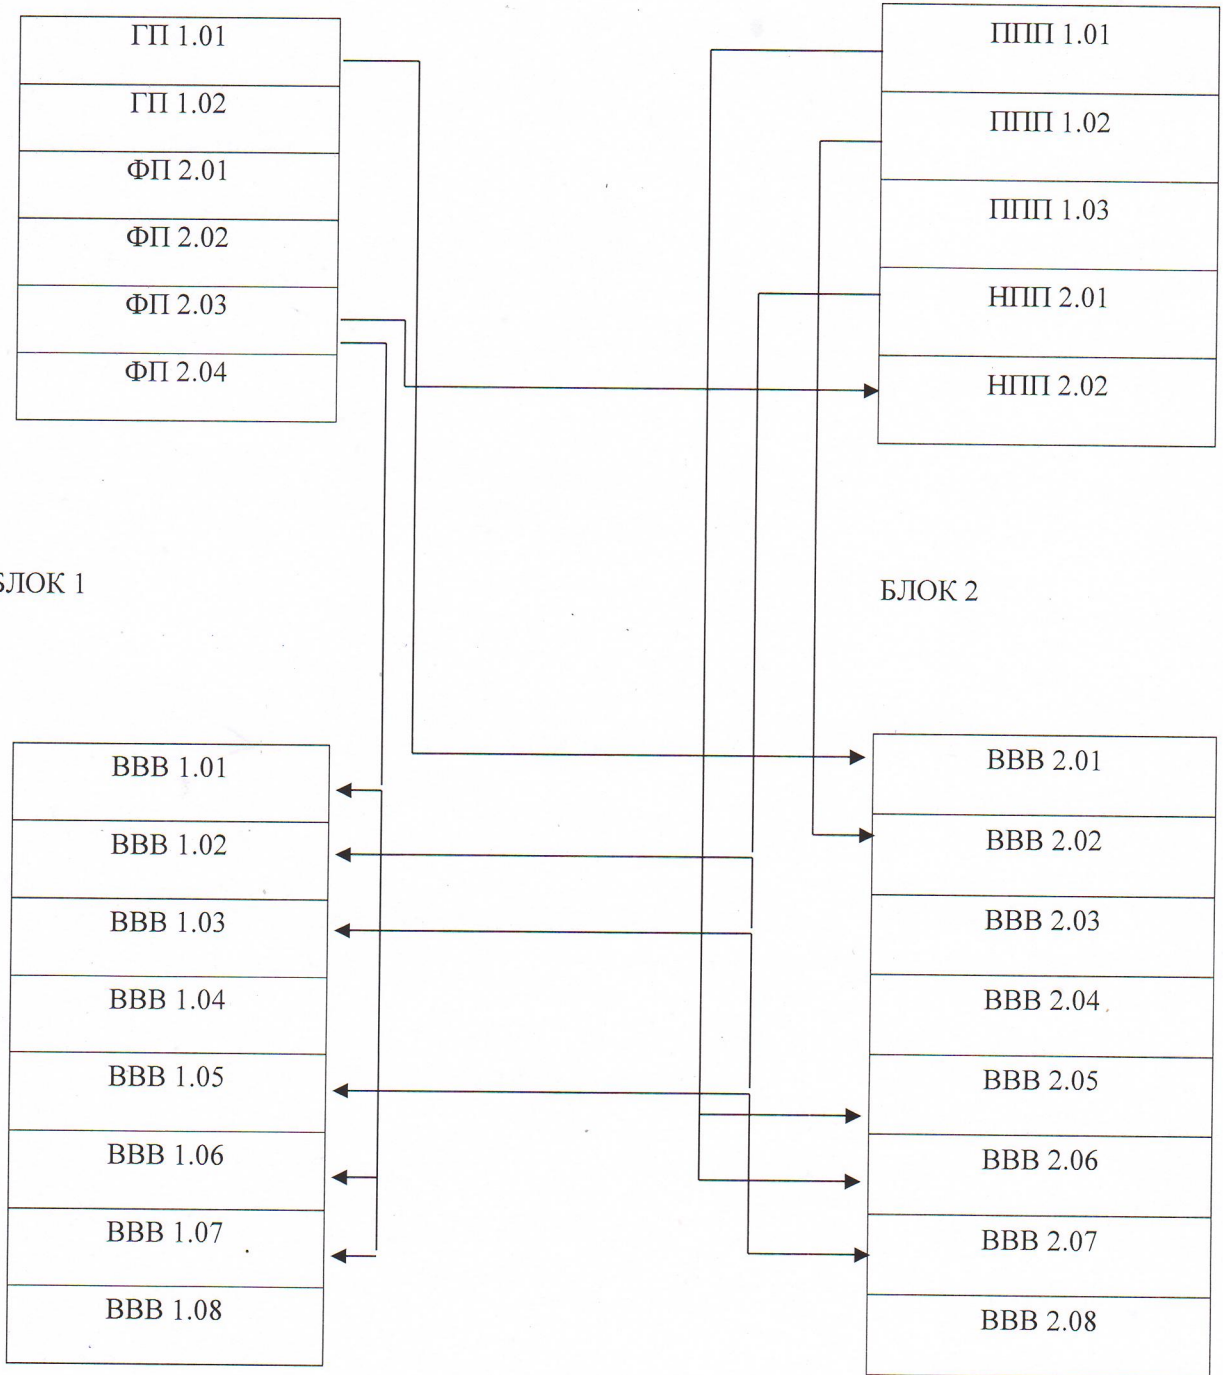 ГП 1.01
ГП 1.02
ФП 2.01
ФП 2.02
ФП 2.03
ФП 2.04
ППП 1.01
ППП 1.02
ППП 1.03
НПП 2.01
НПП 2.02
БЛОК 1
БЛОК 2
ВВВ 1.01
ВВВ 1.02
ВВВ 1.03
ВВВ 1.04
ВВВ 1.05
ВВВ 1.06
ВВВ 1.07
ВВВ 1.08
ВВВ 2.01
ВВВ 2.02
ВВВ 2.03
ВВВ 2.04
ВВВ 2.05
ВВВ 2.06
ВВВ 2.07
ВВВ 2.08